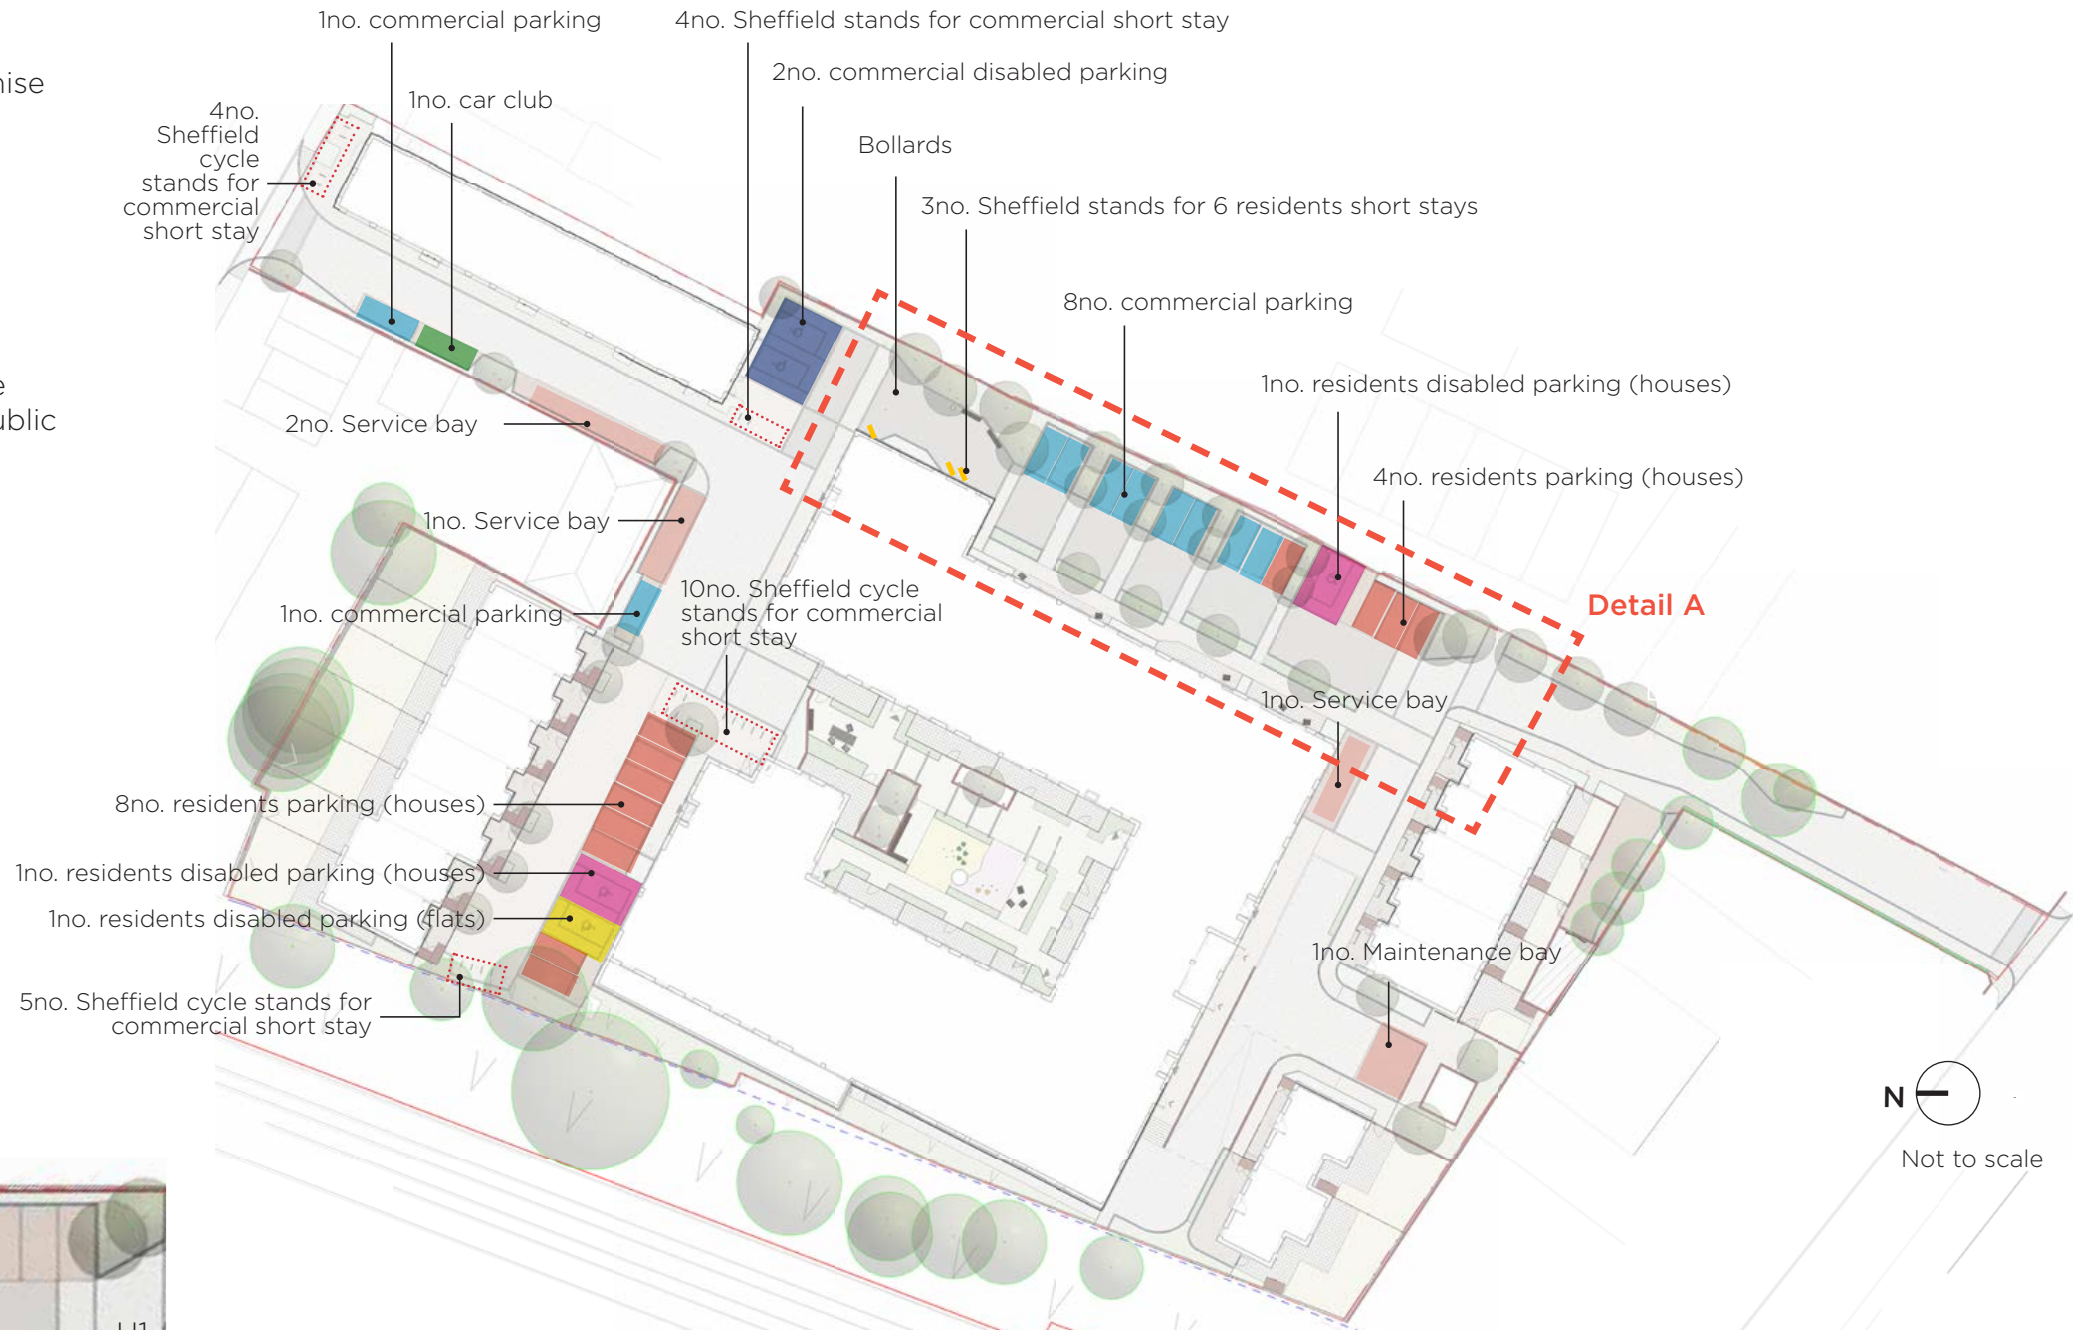 1no. commercial parking
4no. Sheffield stands for commercial short stay
nise
2no. commercial disabled parking
1no. car club
4no.
Sheffield
cycle
stands for
commercial
short stay
Bollards
3no. Sheffield stands for 6 residents short stays
8no. commercial parking
1no. residents disabled parking (houses)
e
ublic
2no. Service bay
4no. residents parking (houses)
1no. Service bay
10no. Sheffield cycle
stands for commercial
short stay
1no. commercial parking
Detail A
1no. Service bay
8no. residents parking (houses)
1no. residents disabled parking (houses)
1no. residents disabled parking (flats)
1no. Maintenance bay
5no. Sheffield cycle stands for
commercial short stay
N
Not to scale